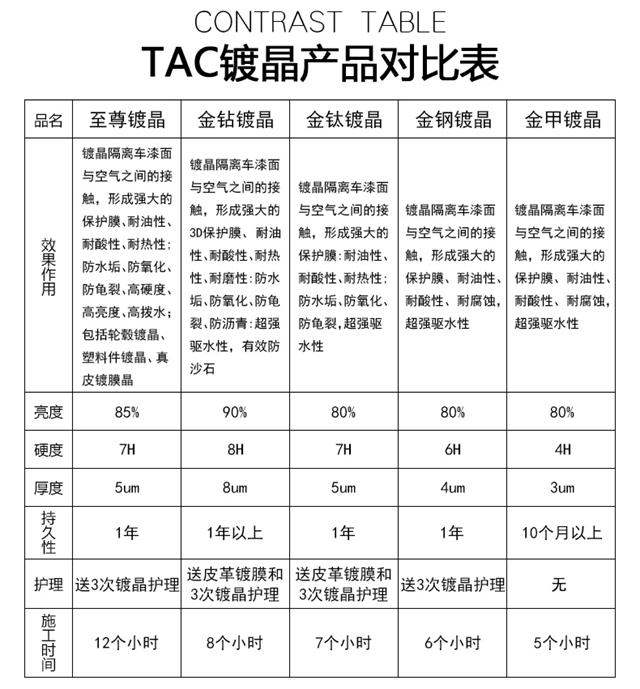 CONTRAST TABLE
TAC镀晶产品对比表
品名 至尊镀晶 金钻镀晶 金钛镀晶 金钢镀晶 金甲镀晶
效果作用
镀晶隔离车漆面
与空气之间的接
触，形成强大的
保护膜、耐油性、
耐酸性、耐热性；
防水垢、防氧化、
防龟裂、高硬度、
高亮度、高拨水；
包括轮毂镀晶、
塑料件镀晶、真
皮镀膜晶
镀晶隔离车漆面
与空气之间的接
触，形成强大的
3D保护膜、耐油
性、耐酸性、耐热
性、耐磨性：防水
垢、防氧化、防龟
裂、防沥青：超强
驱水性，有效防
沙石
镀晶隔离车漆面
与空气之间的接
触，形成强大的
保护膜：耐油性、
耐酸性、耐热性：
防水垢、防氧化、
防龟裂，超强驱
水性
镀晶隔离车漆面
与空气之间的接
触，形成强大的
保护膜、耐油性、
耐酸性、耐腐蚀，
超强驱水性
镀晶隔离车漆面
与空气之间的接
触，形成强大的
保护膜、耐油性、
耐酸性、耐腐蚀，
超强驱水性
亮度 85% 90% 80% 80% 80%
硬度 7H 8H 7H 6H 4H
厚度 5um 8um 5um 4um 3um
持久性 1年 1年以上 1年 1年 10个月以上
护理 送3次镀晶护理 送皮革镀膜和 送皮革镀膜和 送3次镀晶护理 无
3次镀晶护理 3次镀晶护理
施工时间 12个小时 8个小时 7个小时 6个小时 5个小时